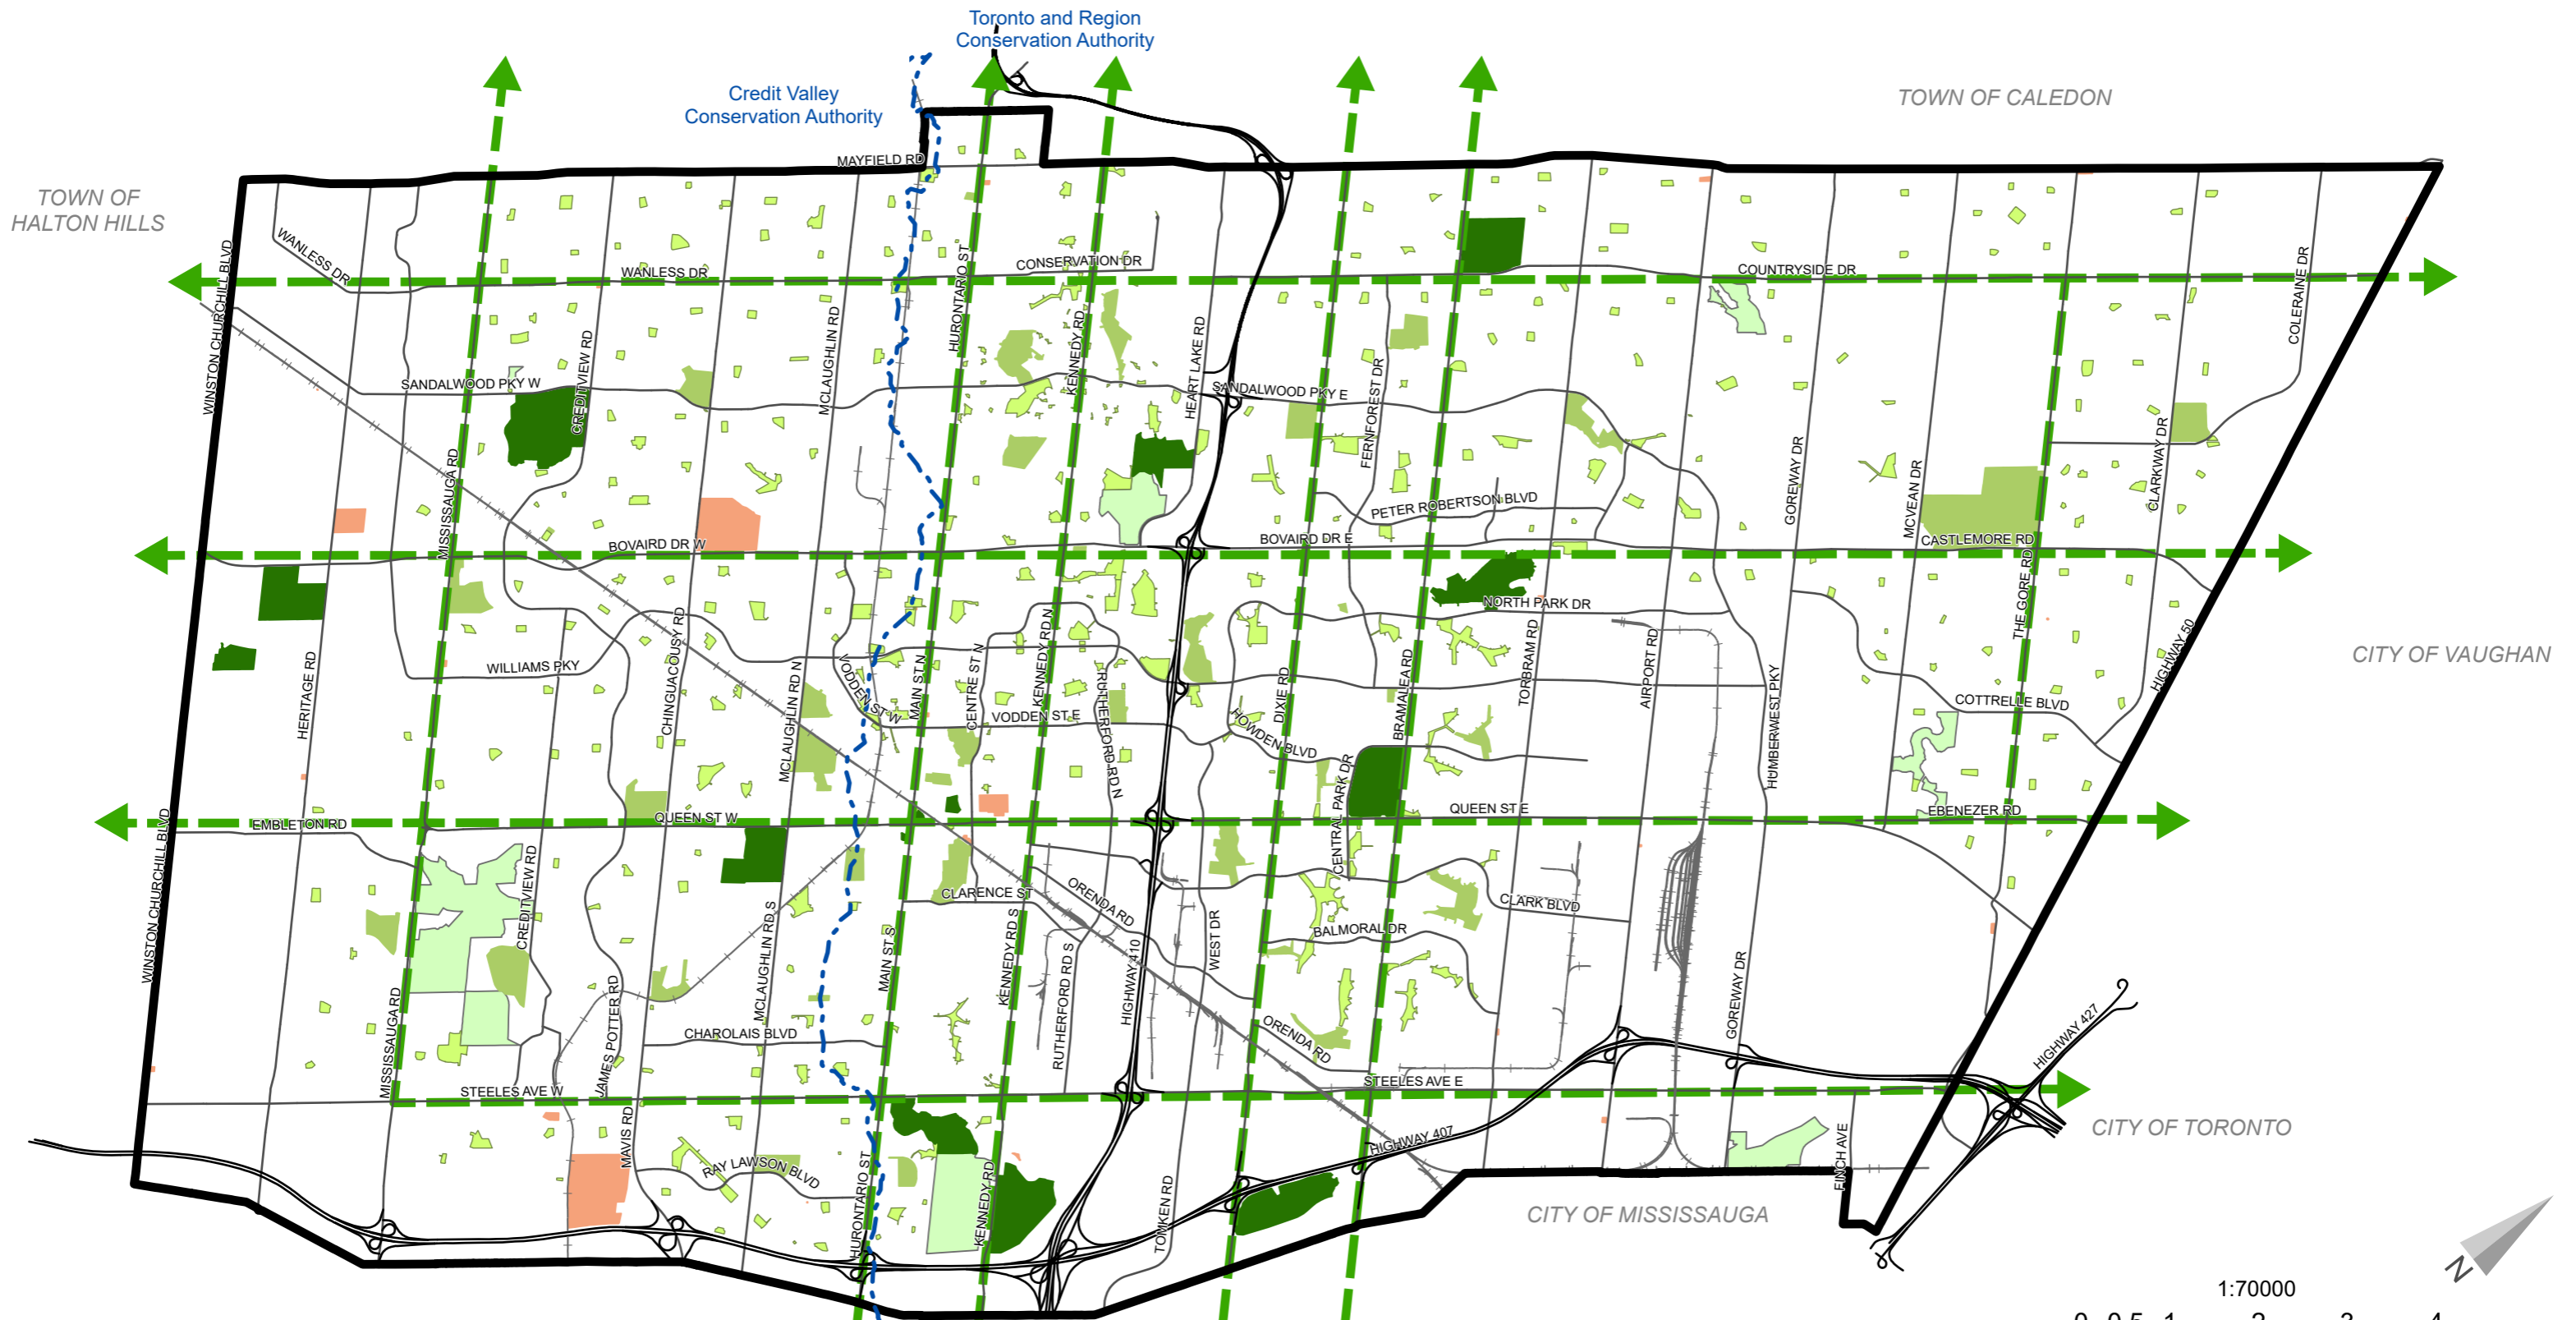 Toronto and Region
Conservation Authority
Credit Valley
Conservation Authority
TOWN OF CALEDON
TOWN OF
HALTON HILLS
MAYFIELD RD
WANLESS DR
WANLESS DR
CONSERVATION DR
COUNTRYSIDE DR
WINSTON CHURCHILL BLVD
HURONTARIO ST
COLERAINE DR
CREDITVIEW RD
MCLAUGHLIN RD
KENNEDY RD
HEART LAKE RD
SANDALWOOD PKY W
SANDALWOOD PKY E
FERNFOREST DR
MISSISSAUGA RD
GOREWAY DR
MCVEAN DR
CLARKWAY DR
PETER ROBERTSON BLVD
BOVAIRD DR W
BOVAIRD DR E
CASTLEMORE RD
THE GORE RD
NORTH PARK DR
HERITAGE RD
WILLIAMS PKY
CHINGUACOUSY RD
MCLAUGHLIN RD N
VODDEN ST W
MAIN ST N
CENTRE ST N
KENNEDY RD N
RUTHERFORD RD N
VODDEN ST E
HOWDEN BLVD
DIXIE RD
CENTRAL PARK DR
BRAMALEA RD
TORBRAM RD
AIRPORT RD
HUMBERWEST PKY
COTTRELLE BLVD
HIGHWAY 50
CITY OF VAUGHAN
EMBLETON RD
QUEEN ST W
QUEEN ST E
EBENEZER RD
WINSTON CHURCHILL BLVD
CREDITVIEW RD
CLARENCE ST
ORENDA RD
CLARK BLVD
BALMORAL DR
MCLAUGHLIN RD S
MAIN ST S
KENNEDY RD S
RUTHERFORD RD S
HIGHWAY 410
WEST DR
GOREWAY DR
MISSISSAUGA RD
JAMES POTTER RD
CHAROLAIS BLVD
ORENDA RD
HIGHWAY 427
STEELES AVE W
STEELES AVE E
MAVIS RD
RAY LAWSON BLVD
HURONTARIO ST
KENNEDY RD
TOMKEN RD
HIGHWAY 407
FINCH AVE
CITY OF TORONTO
CITY OF MISSISSAUGA
N
1:70000
0 0.5 1 2 3 4